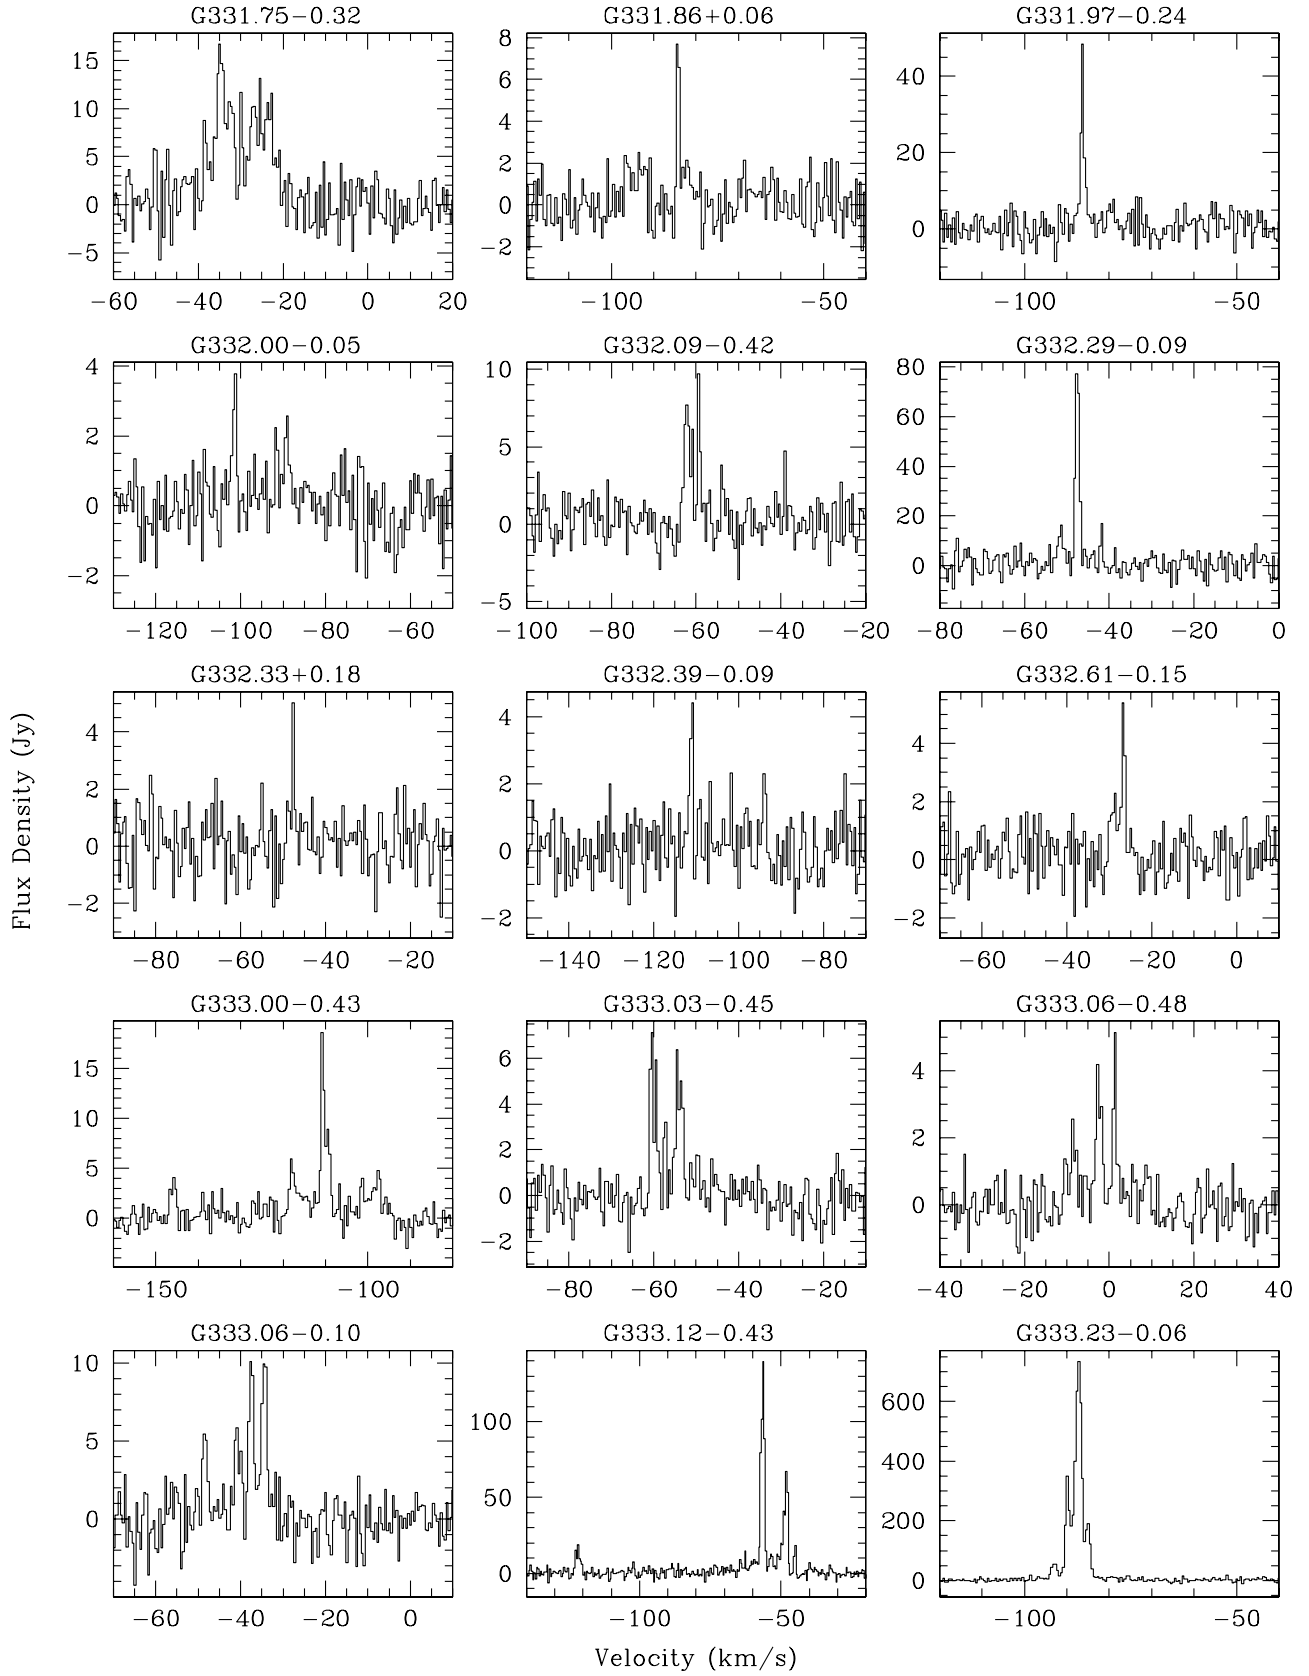 G331.75−0.32 G331.86+0.06 G331.97−0.24
15 10 5 0 −5
8 6 4 2 0 −2
40 20 0
−60 −40 −20 0 20 −100 −50 −100 −50
G332.00−0.05 G332.09−0.42 G332.29−0.09
4 2 0 −2
10 5 0 −5
80 60 40 20 0
−120 −100 −80 −60 −100 −80 −60 −40 −20 −80 −60 −40 −20 0
G332.33+0.18 G332.39−0.09 G332.61−0.15
4 2 0 −2
4 2 0 −2
4 2 0 −2
−80 −60 −40 −20 −140 −120 −100 −80 −60 −40 −20 0
Flux Density (Jy)
G333.00−0.43 G333.03−0.45 G333.06−0.48
15 10 5 0
6 4 2 0 −2
4 2 0
−150 −100 −80 −60 −40 −20 −40 −20 0 20 40
G333.06−0.10 G333.12−0.43 G333.23−0.06
10 5 0
100 50 0
600 400 200 0
−60 −40 −20 0 −100 −50 −100 −50
Velocity (km/s)